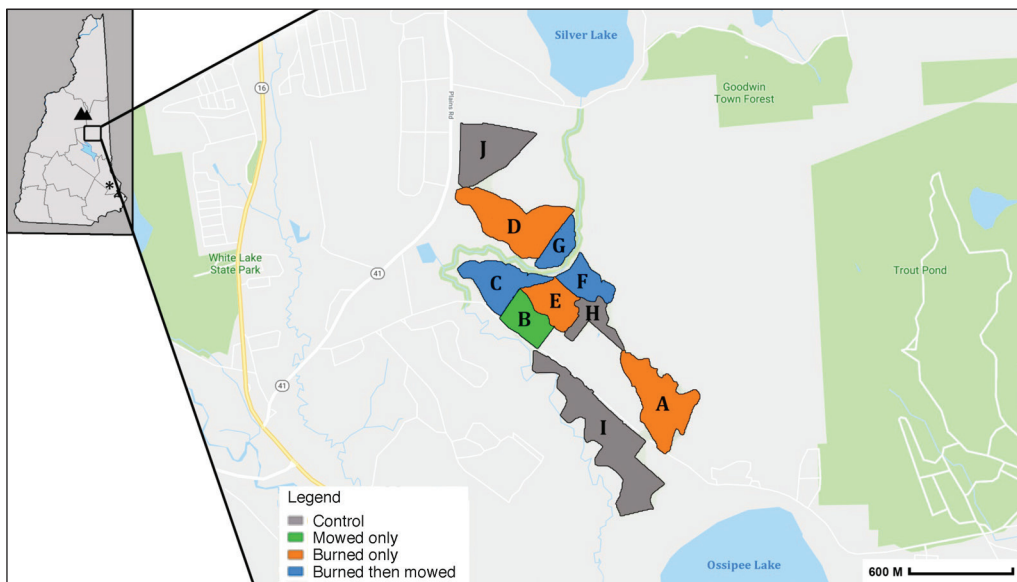 Silver Lake
16
Goodwin
Town Forest
Plains Rd
J
D
G
White Lake
State Park
41
C
F
Trout Pond
E
H
B
41
A
I
Legend
Control
Mowed only
Burned only
Burned then mowed
16
Ossipee Lake
600 M
*